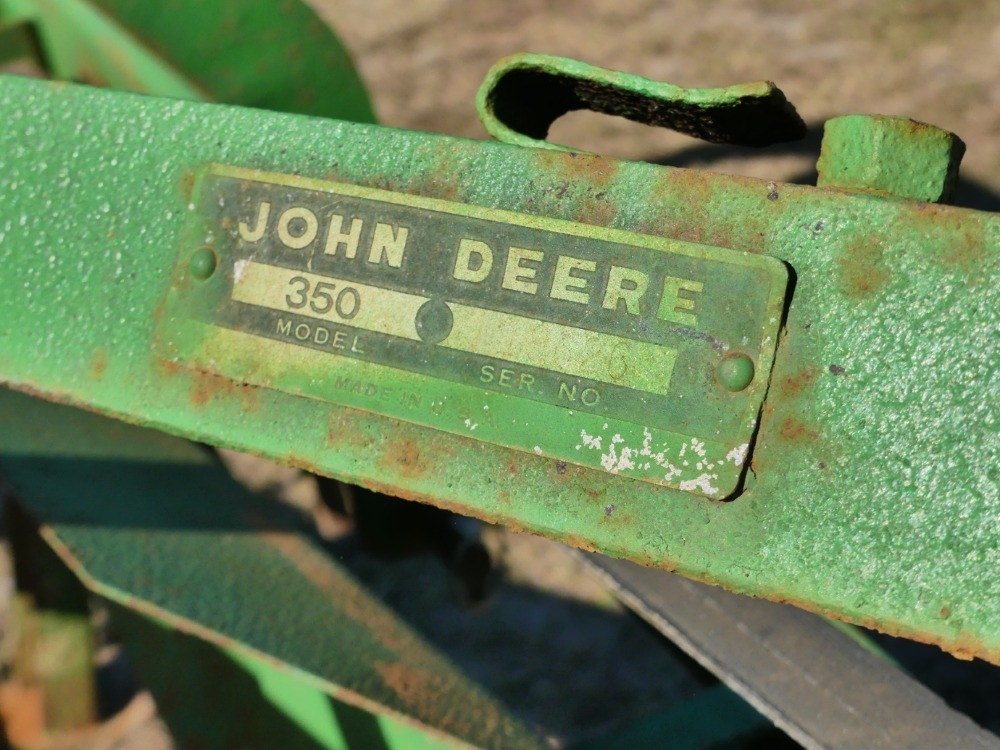 JOHN DEERE
350
MODEL
SER NO.
MADE IN U.S.